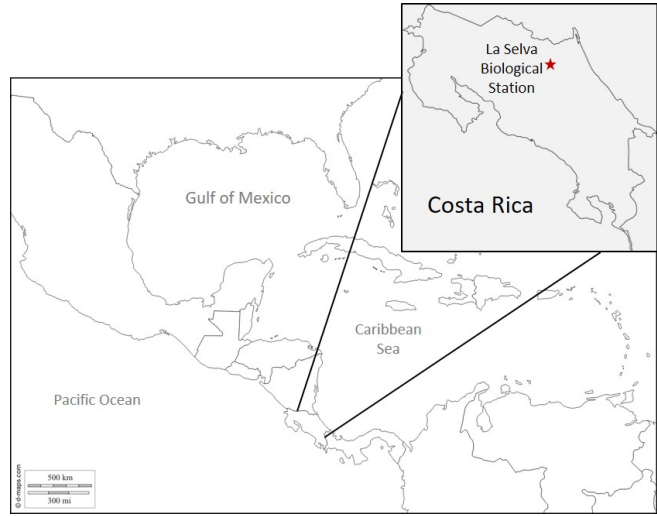 La Selva
Biological
Station
Costa Rica
Gulf of Mexico
Caribbean
Sea
Pacific Ocean
500 km
300 mi
© d-maps.com